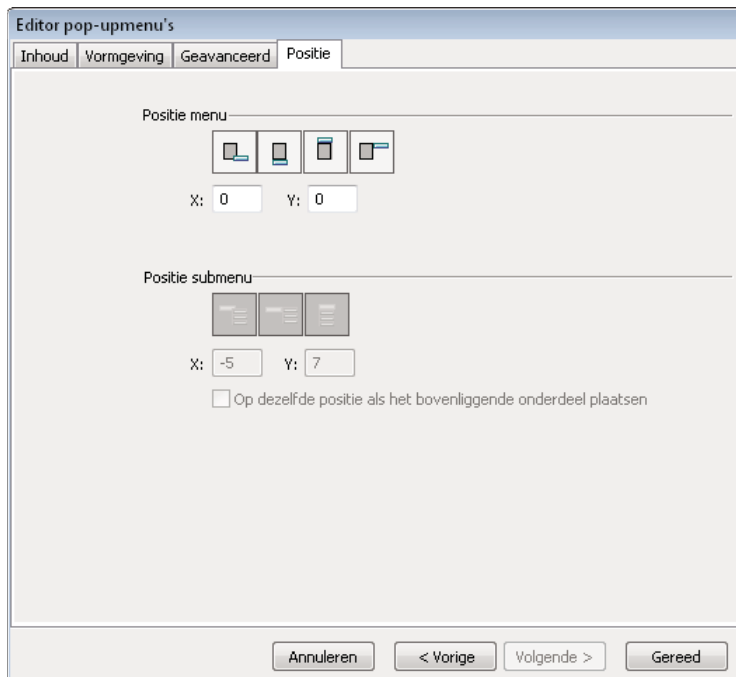 Editor pop-upmenu's
Inhoud Vormgeving Geavanceerd Positie
Positie menu
X: 0 Y: 0
Positie submenu
X: -5 Y: 7
Op dezelfde positie als het bovenliggende onderdeel plaatsen
Annuleren < Vorige Volgende > Gereed